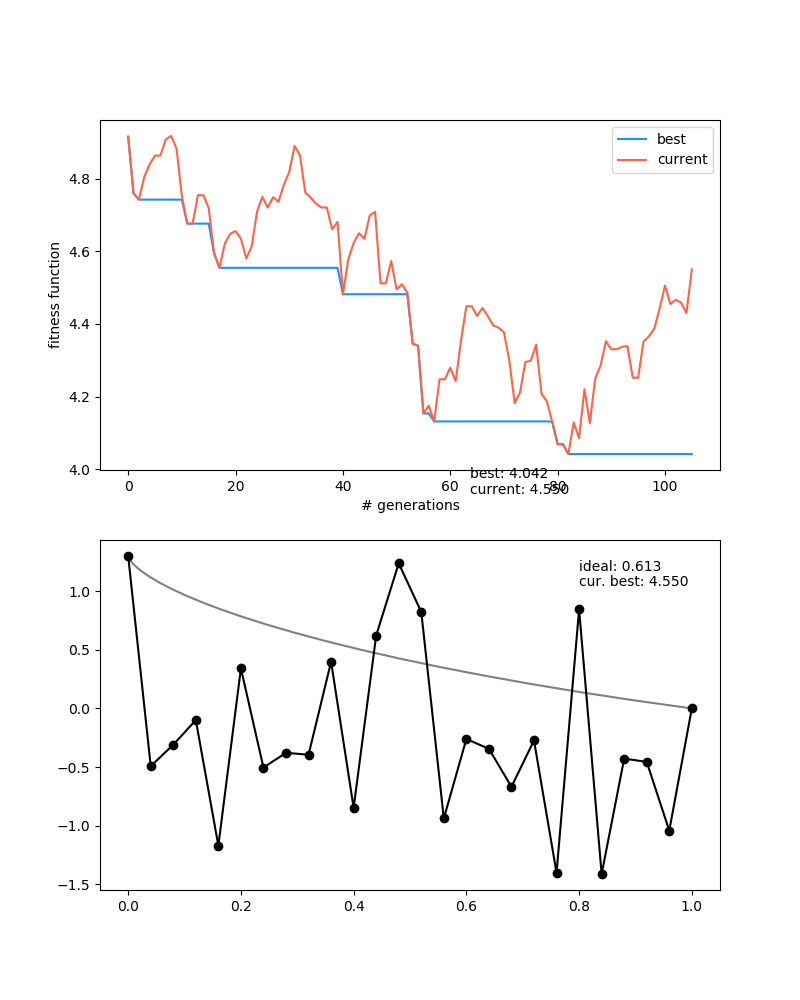 best
current
fitness function
4.8
4.6
4.4
4.2
4.0
0 20 40 60 80 100
best: 4.042
current: 4.550
# generations
ideal: 0.613
cur. best: 4.550
1.0
0.5
0.0
−0.5
−1.0
−1.5
0.0 0.2 0.4 0.6 0.8 1.0